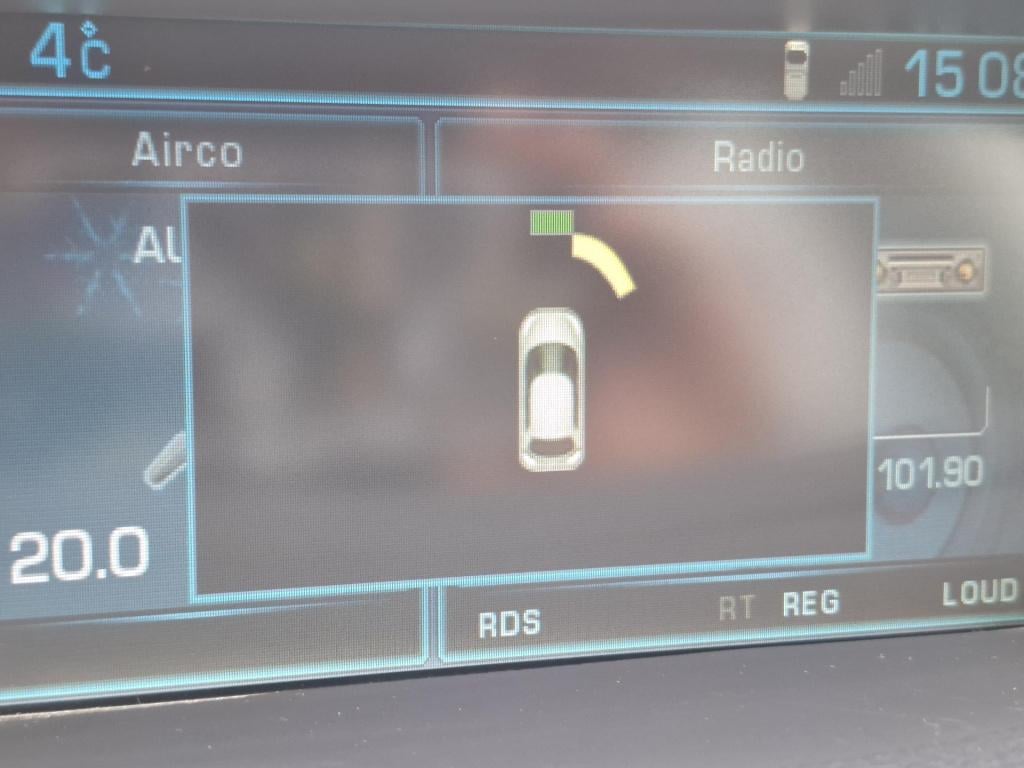 4°C 15 08
Airco Radio
AU
101.90
20.0
RDS RT REG LOUD